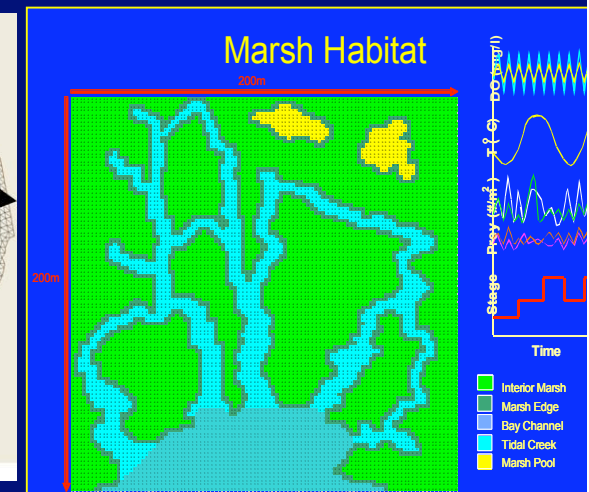 Marsh Habitat
200m
200m
DO (mg/l)
T (° C)
Prey (#/m²)
Stage
Time
Interior Marsh
Marsh Edge
Bay Channel
Tidal Creek
Marsh Pool